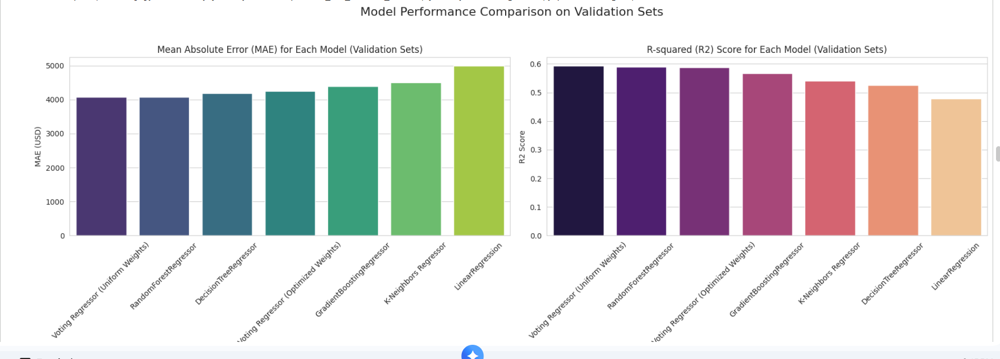 Model Performance Comparison on Validation Sets
Mean Absolute Error (MAE) for Each Model (Validation Sets)
MAE (USD)
5000
4000
3000
2000
1000
0
Voting Regressor (Uniform Weights)
RandomForestRegressor
DecisionTreeRegressor
Voting Regressor (Optimized Weights)
GradientBoostingRegressor
K-Neighbors Regressor
LinearRegression
R-squared (R2) Score for Each Model (Validation Sets)
R2 Score
0.6
0.5
0.4
0.3
0.2
0.1
0.0
Voting Regressor (Uniform Weights)
RandomForestRegressor
Voting Regressor (Optimized Weights)
GradientBoostingRegressor
K-Neighbors Regressor
DecisionTreeRegressor
LinearRegression